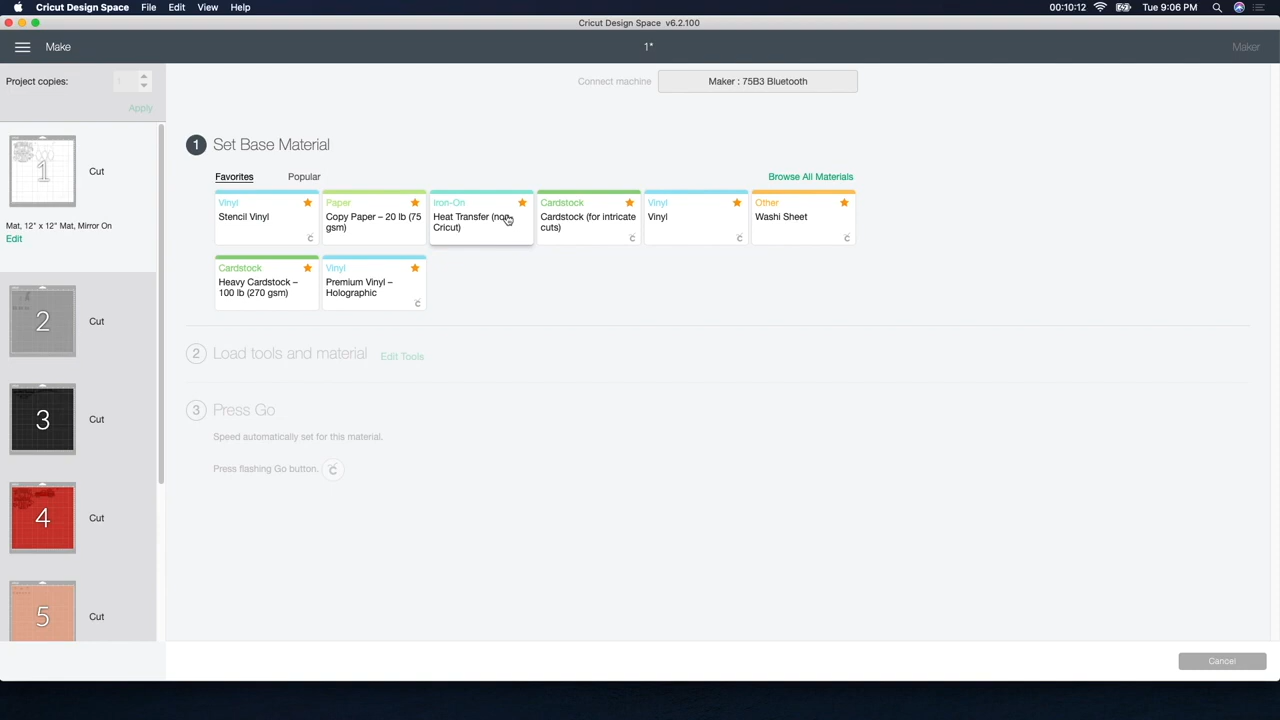 Cricut Design Space File Edit View Help 00:10:12 Tue 9:06 PM
Cricut Design Space v6.2.100
Make 1* Maker
Project copies: 1
Apply
Connect machine Maker : 75B3 Bluetooth
1 Set Base Material
Favorites Popular Browse All Materials
Vinyl
Stencil Vinyl
Paper
Copy Paper – 20 lb (75
gsm)
Iron-On
Heat Transfer (non-
Cricut)
Cardstock
Cardstock (for intricate
cuts)
Vinyl
Vinyl
Other
Washi Sheet
Cardstock
Heavy Cardstock –
100 lb (270 gsm)
Vinyl
Premium Vinyl –
Holographic
1 Cut
Mat, 12" x 12" Mat, Mirror On
Edit
2 Cut
3 Cut
4 Cut
5 Cut
2 Load tools and material Edit Tools
3 Press Go
Speed automatically set for this material.
Press flashing Go button.
Cancel